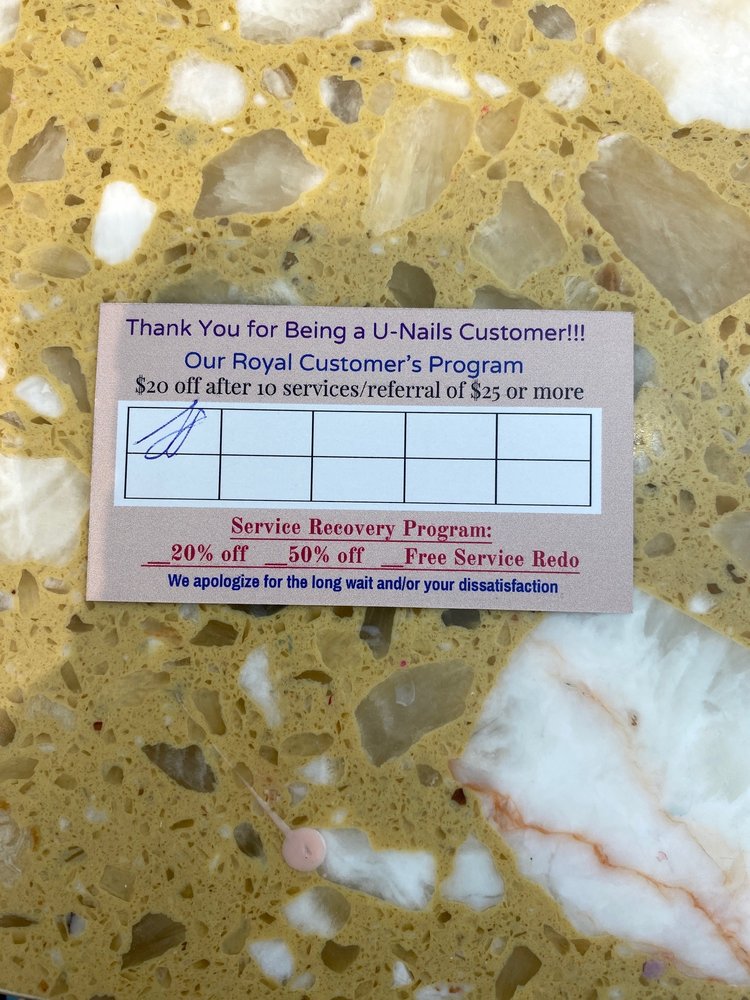 Thank You for Being a U-Nails Customer!!!
Our Royal Customer's Program
$20 off after 10 services/referral of $25 or more
Service Recovery Program:
__20% off __50% off __Free Service Redo
We apologize for the long wait and/or your dissatisfaction